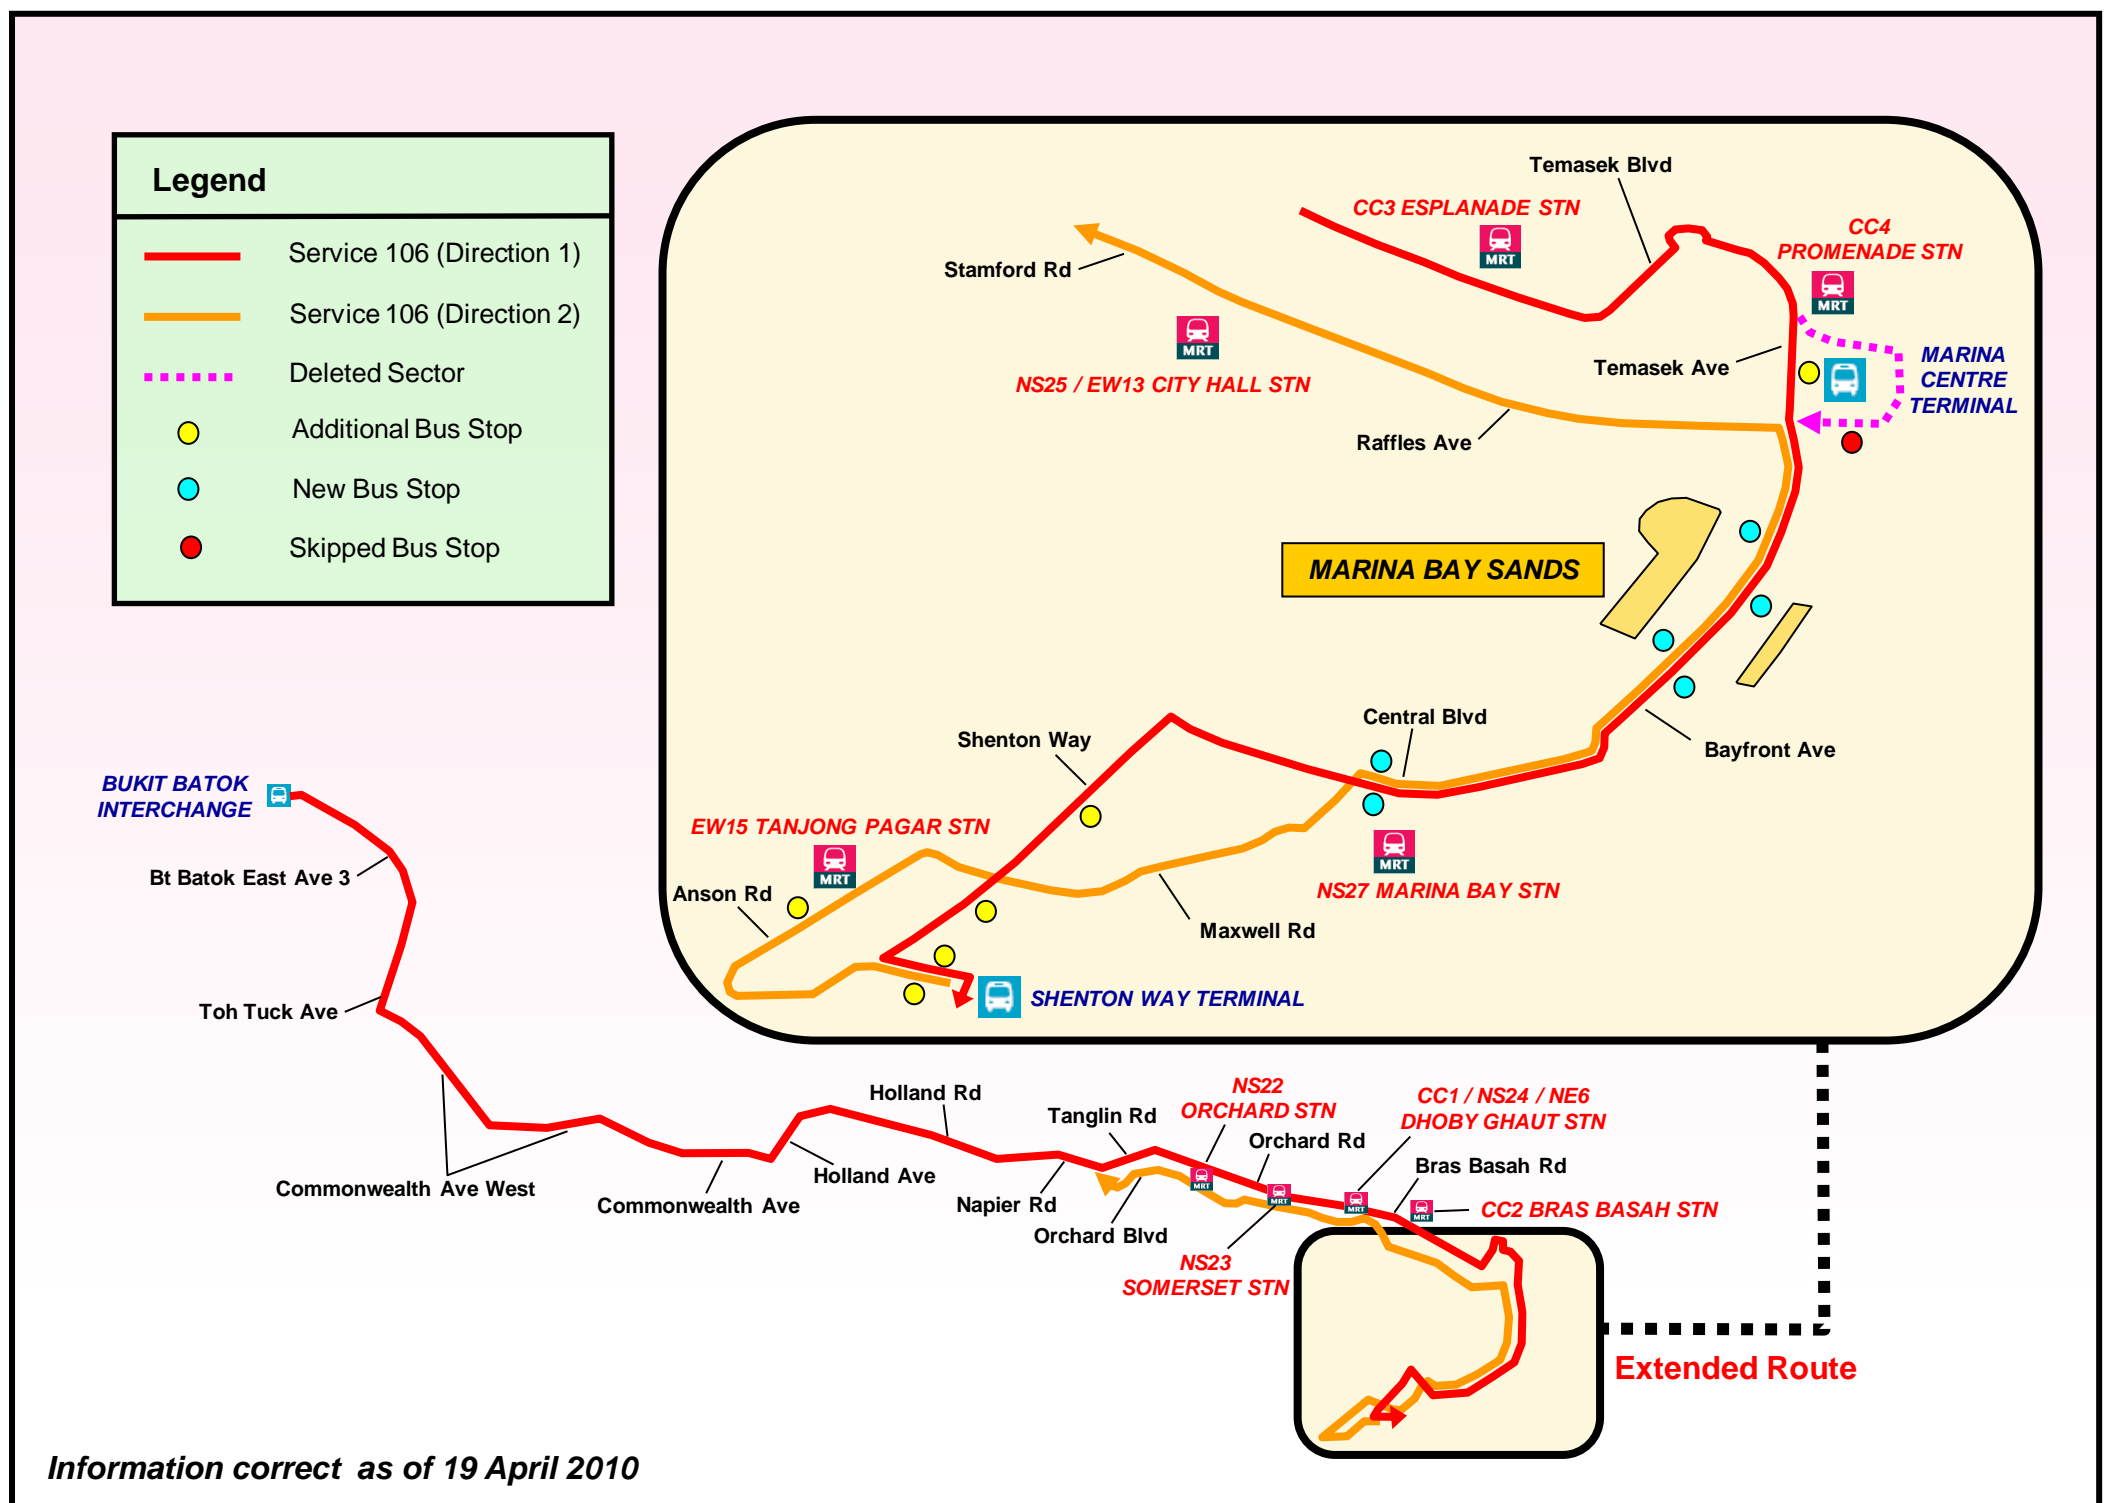 Legend
Service 106 (Direction 1)
Service 106 (Direction 2)
Deleted Sector
Additional Bus Stop
New Bus Stop
Skipped Bus Stop
Temasek Blvd
CC3 ESPLANADE STN
MRT
CC4
PROMENADE STN
MRT
Stamford Rd
MRT
NS25 / EW13 CITY HALL STN
Temasek Ave
MARINA
CENTRE
TERMINAL
Raffles Ave
MARINA BAY SANDS
Shenton Way
Central Blvd
Bayfront Ave
EW15 TANJONG PAGAR STN
MRT
MRT
NS27 MARINA BAY STN
Anson Rd
Maxwell Rd
SHENTON WAY TERMINAL
BUKIT BATOK
INTERCHANGE
Bt Batok East Ave 3
Toh Tuck Ave
Commonwealth Ave West
Commonwealth Ave
Holland Ave
Holland Rd
Napier Rd
Tanglin Rd
Orchard Blvd
NS22
ORCHARD STN
MRT
Orchard Rd
MRT
NS23
SOMERSET STN
CC1 / NS24 / NE6
DHOBY GHAUT STN
MRT
Bras Basah Rd
MRT
CC2 BRAS BASAH STN
Extended Route
Information correct as of 19 April 2010